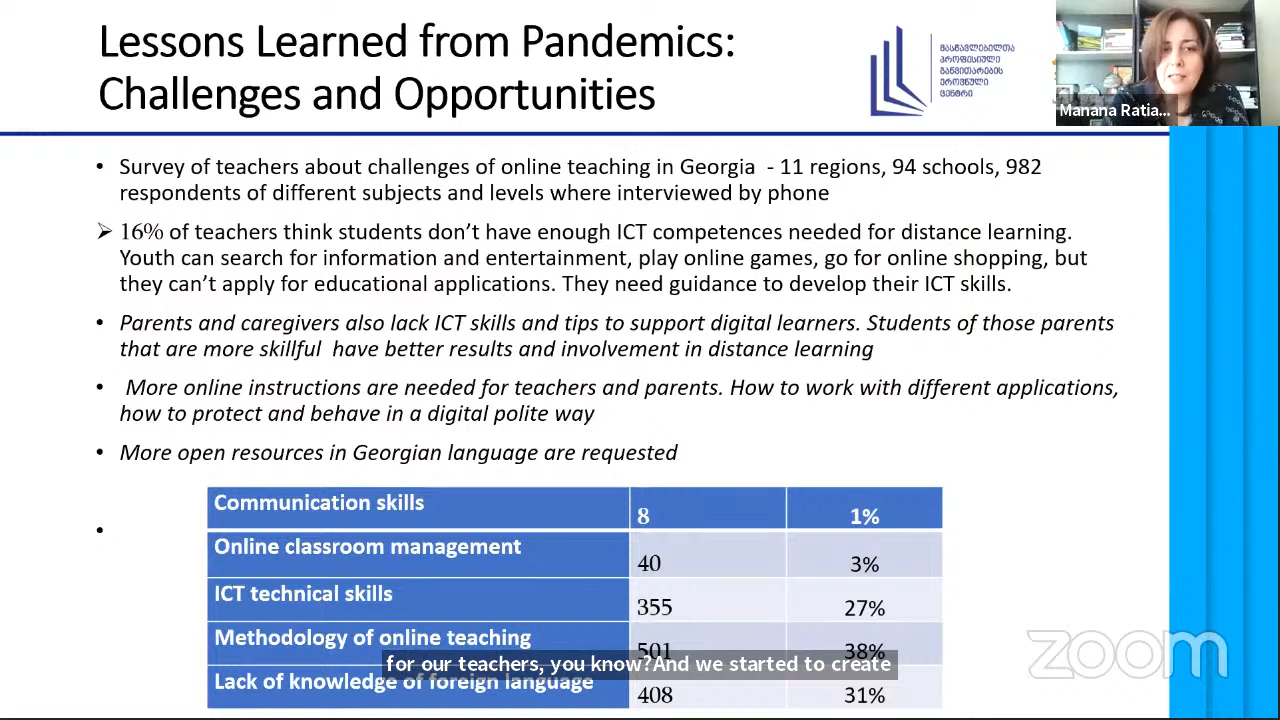 Lessons Learned from Pandemics:
Challenges and Opportunities
მასწავლებელთა
პროფესიული
განვითარების
ეროვნული
ცენტრი
Manana Ratia...
• Survey of teachers about challenges of online teaching in Georgia - 11 regions, 94 schools, 982
respondents of different subjects and levels where interviewed by phone
➢ 16% of teachers think students don’t have enough ICT competences needed for distance learning.
Youth can search for information and entertainment, play online games, go for online shopping, but
they can’t apply for educational applications. They need guidance to develop their ICT skills.
• Parents and caregivers also lack ICT skills and tips to support digital learners. Students of those parents
that are more skillful have better results and involvement in distance learning
• More online instructions are needed for teachers and parents. How to work with different applications,
how to protect and behave in a digital polite way
• More open resources in Georgian language are requested
•
Communication skills 8 1%
Online classroom management 40 3%
ICT technical skills 355 27%
Methodology of online teaching 501 38%
for our teachers, you know?And we started to create
Lack of knowledge of foreign language 408 31%
zoom